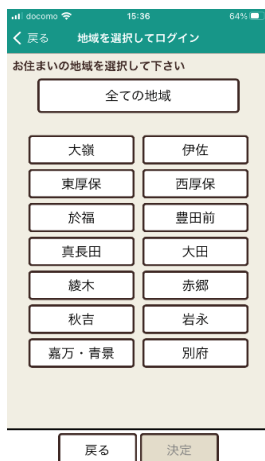 docomo 15:36 64%
戻る 地域を選択してログイン
お住まいの地域を選択して下さい
全ての地域
大嶺 伊佐
東厚保 西厚保
於福 豊田前
真長田 大田
綾木 赤郷
秋吉 岩永
嘉万・青景 別府
戻る 決定